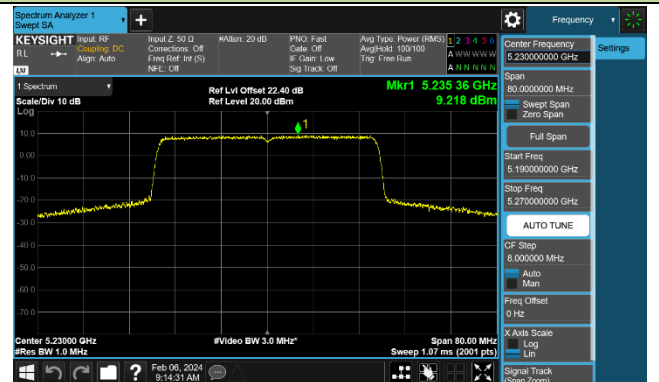 Spectrum Analyzer 1
Swept SA
Frequency
KEYSIGHT
RL
LXI
Input: RF
Coupling: DC
Align: Auto
Input Z: 50 Ω
Corrections: Off
Freq Ref: Int (S)
NFE: Off
#Atten: 20 dB
PNO: Fast
Gate: Off
IF Gain: Low
Sig Track: Off
Avg Type: Power (RMS)
Avg|Hold: 100/100
Trig: Free Run
1 2 3 4 5 6
A W W W W W
A N N N N N
1 Spectrum
Scale/Div 10 dB
Log
Ref Lvl Offset 22.40 dB
Ref Level 20.00 dBm
Mkr1 5.235 36 GHz
9.218 dBm
1
10.0
0.00
-10.0
-20.0
-30.0
-40.0
-50.0
-60.0
-70.0
Center 5.23000 GHz
#Res BW 1.0 MHz
#Video BW 3.0 MHz*
Span 80.00 MHz
Sweep 1.07 ms (2001 pts)
Feb 06, 2024
9:14:31 AM
Center Frequency
5.230000000 GHz
Settings
Span
80.0000000 MHz
Swept Span
Zero Span
Full Span
Start Freq
5.190000000 GHz
Stop Freq
5.270000000 GHz
AUTO TUNE
CF Step
8.000000 MHz
Auto
Man
Freq Offset
0 Hz
X Axis Scale
Log
Lin
Signal Track
(Span Zoom)